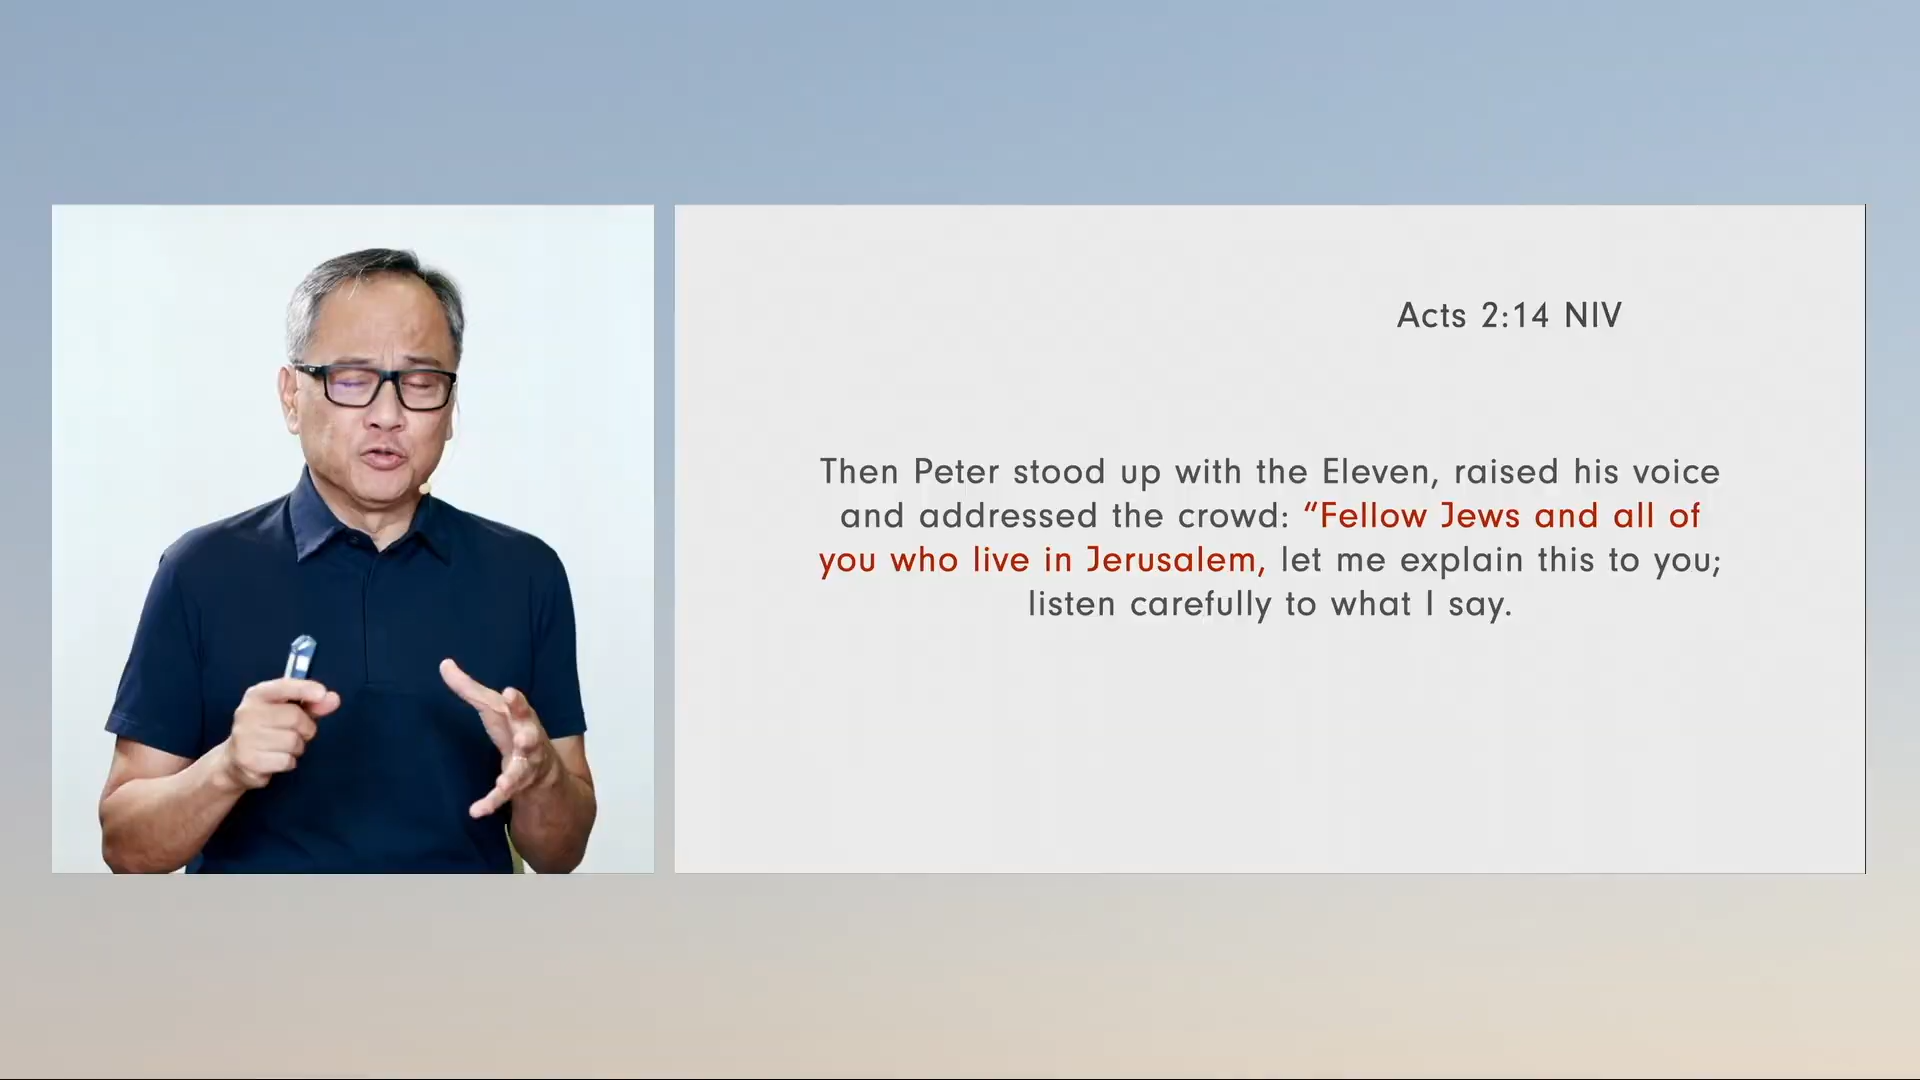 Acts 2:14 NIV
Then Peter stood up with the Eleven, raised his voice
and addressed the crowd: “Fellow Jews and all of
you who live in Jerusalem, let me explain this to you;
listen carefully to what I say.